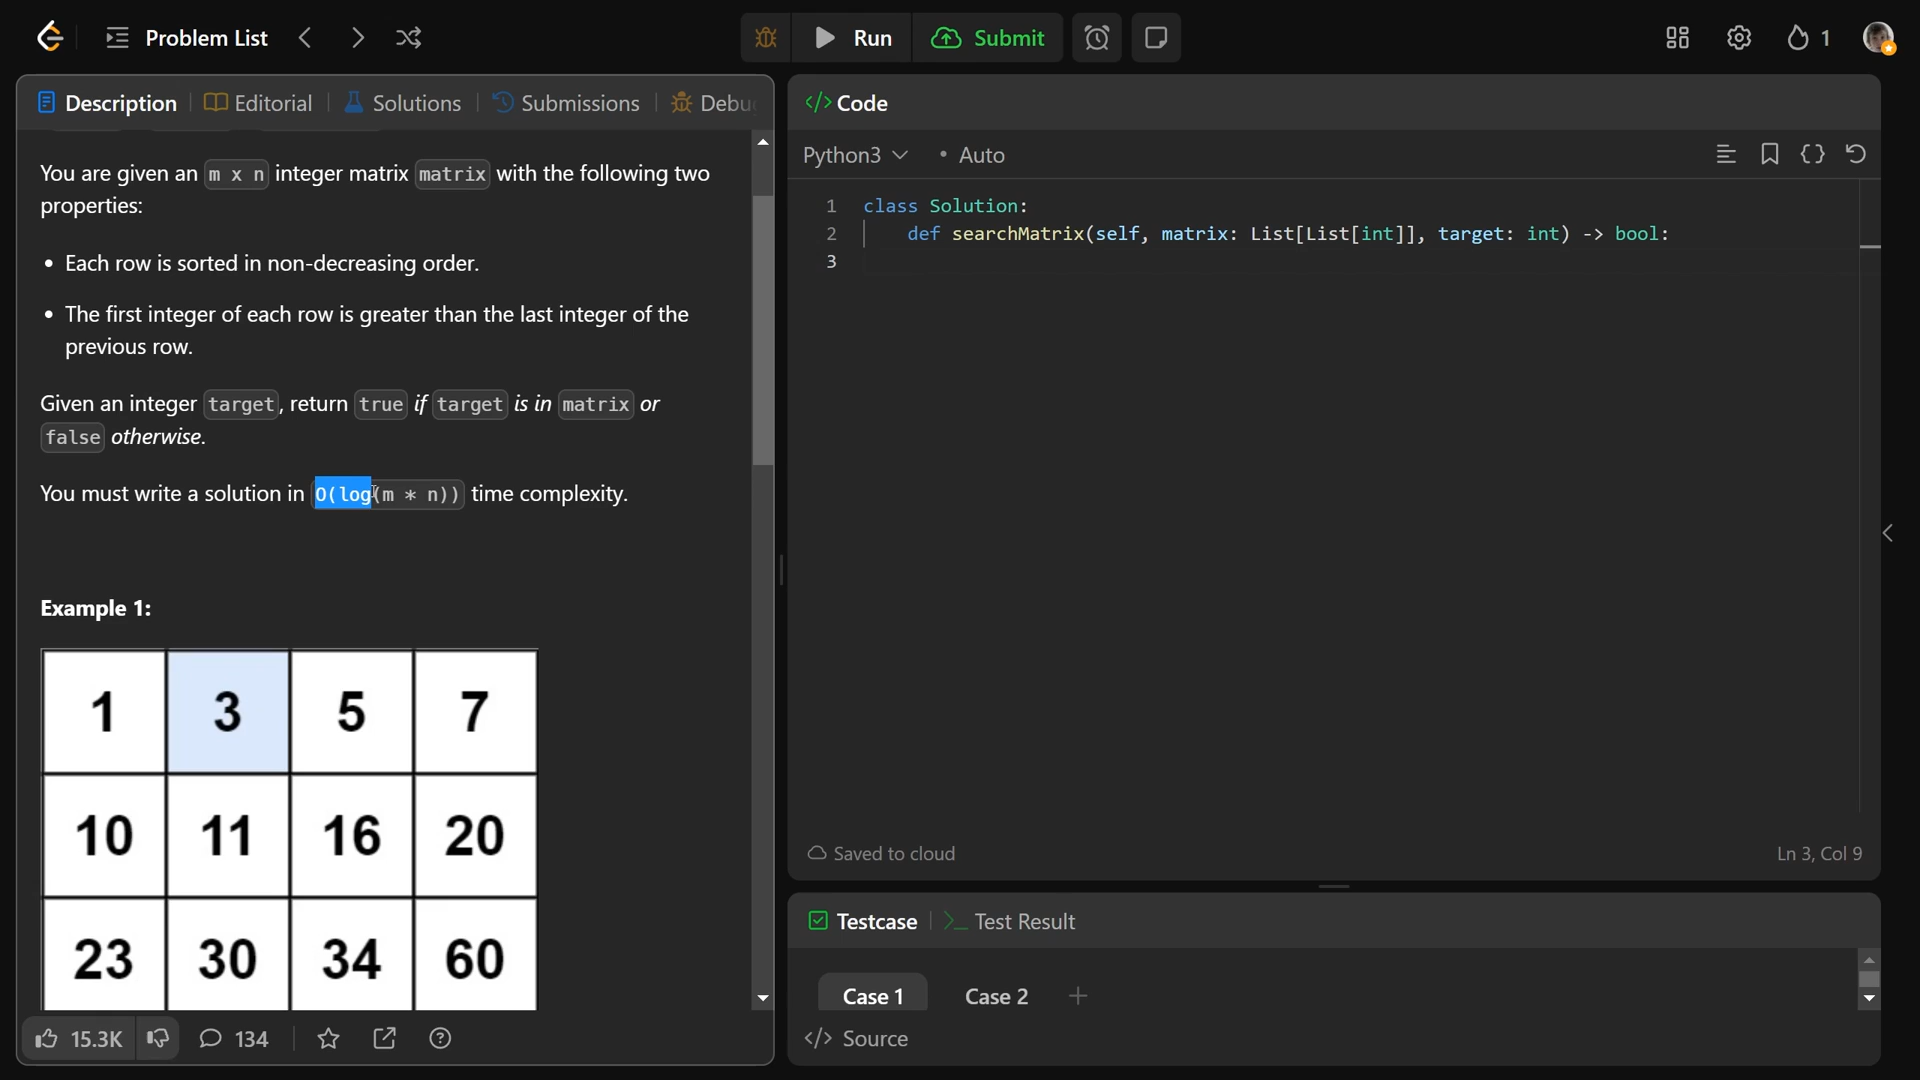 Problem List
Run
Submit
1
Description
Editorial
Solutions
Submissions
Debu
You are given an m x n integer matrix matrix with the following two
properties:
• Each row is sorted in non-decreasing order.
• The first integer of each row is greater than the last integer of the
previous row.
Given an integer target, return true if target is in matrix or
false otherwise.
You must write a solution in O(log(m * n)) time complexity.
Example 1:
1 3 5 7
10 11 16 20
23 30 34 60
15.3K
134
</> Code
Python3
• Auto
1 class Solution:
2 def searchMatrix(self, matrix: List[List[int]], target: int) -> bool:
3
Saved to cloud
Ln 3, Col 9
Testcase
>_ Test Result
Case 1
Case 2
+
</> Source